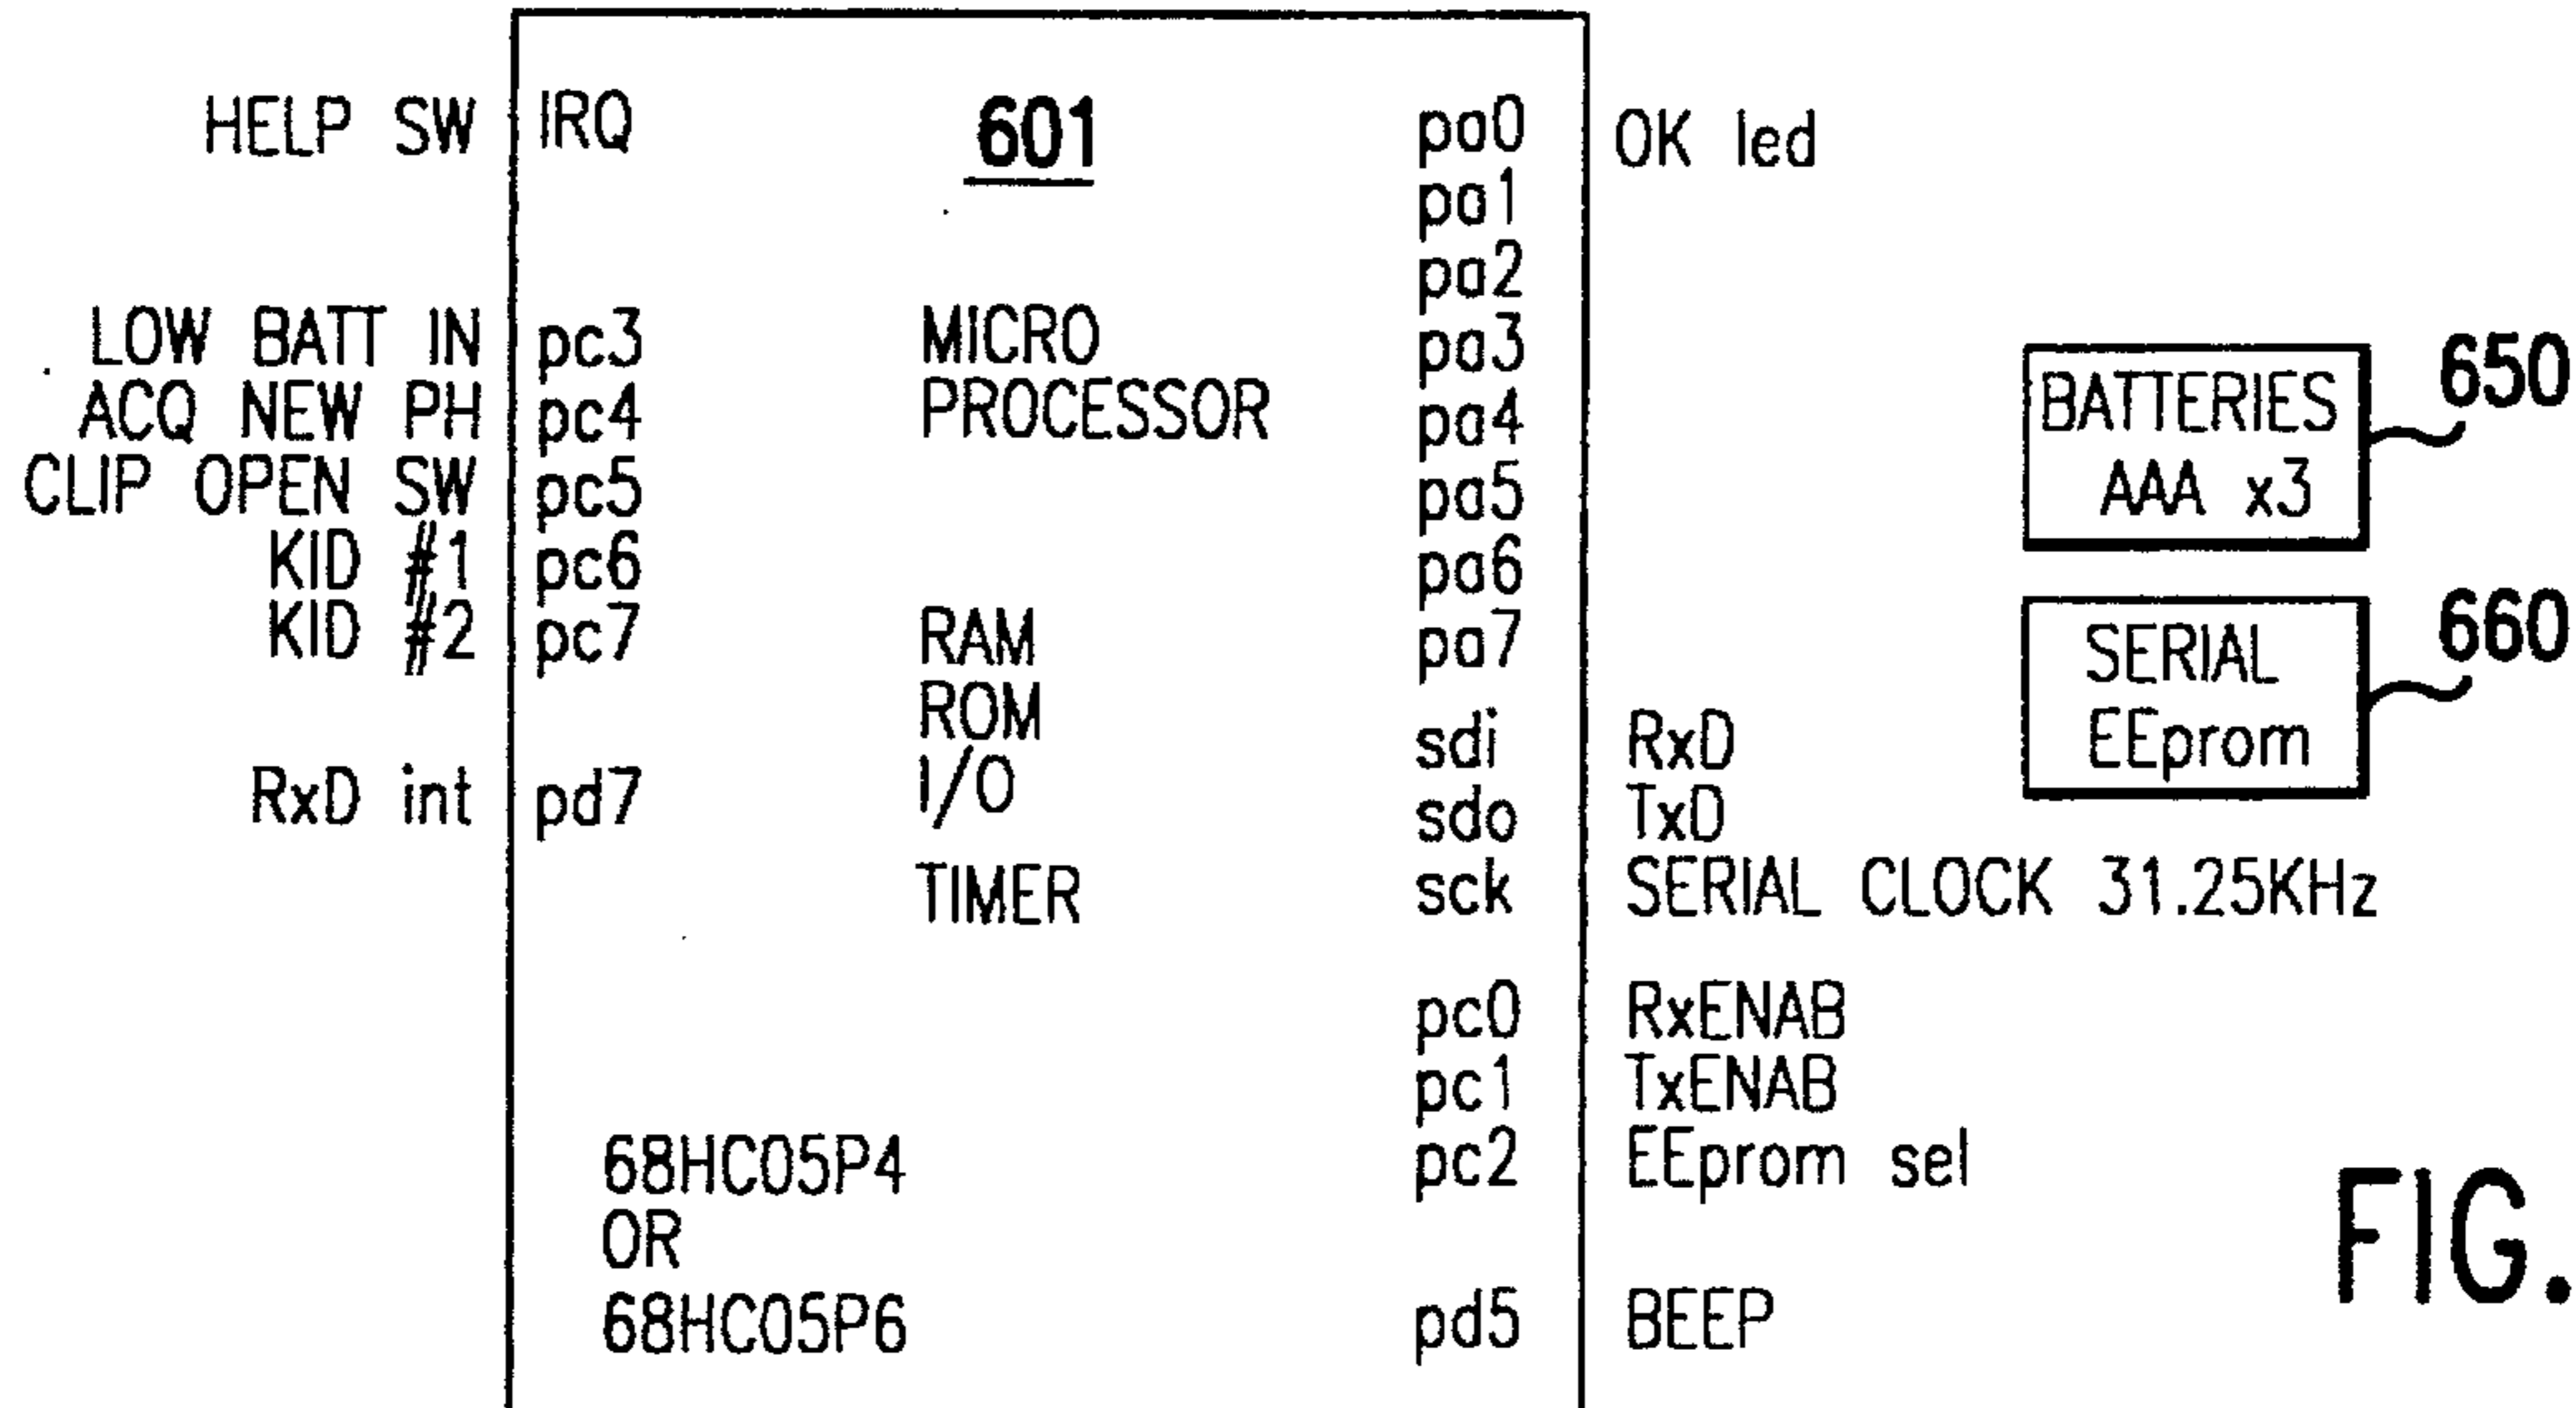 HELP SW IRQ 601 pa0 OK led
pa1
pa2
LOW BATT IN pc3 MICRO pa3
ACQ NEW PH pc4 PROCESSOR pa4
CLIP OPEN SW pc5 pa5
KID #1 pc6 pa6
KID #2 pc7 RAM pa7
ROM
I/O
RxD int pd7
TIMER
sdi RxD
sdo TxD
sck SERIAL CLOCK 31.25KHz
pc0 RxENAB
pc1 TxENAB
pc2 EEprom sel
pd5 BEEP
68HC05P4
OR
68HC05P6
BATTERIES 650
AAA x3
SERIAL 660
EEprom
FIG.